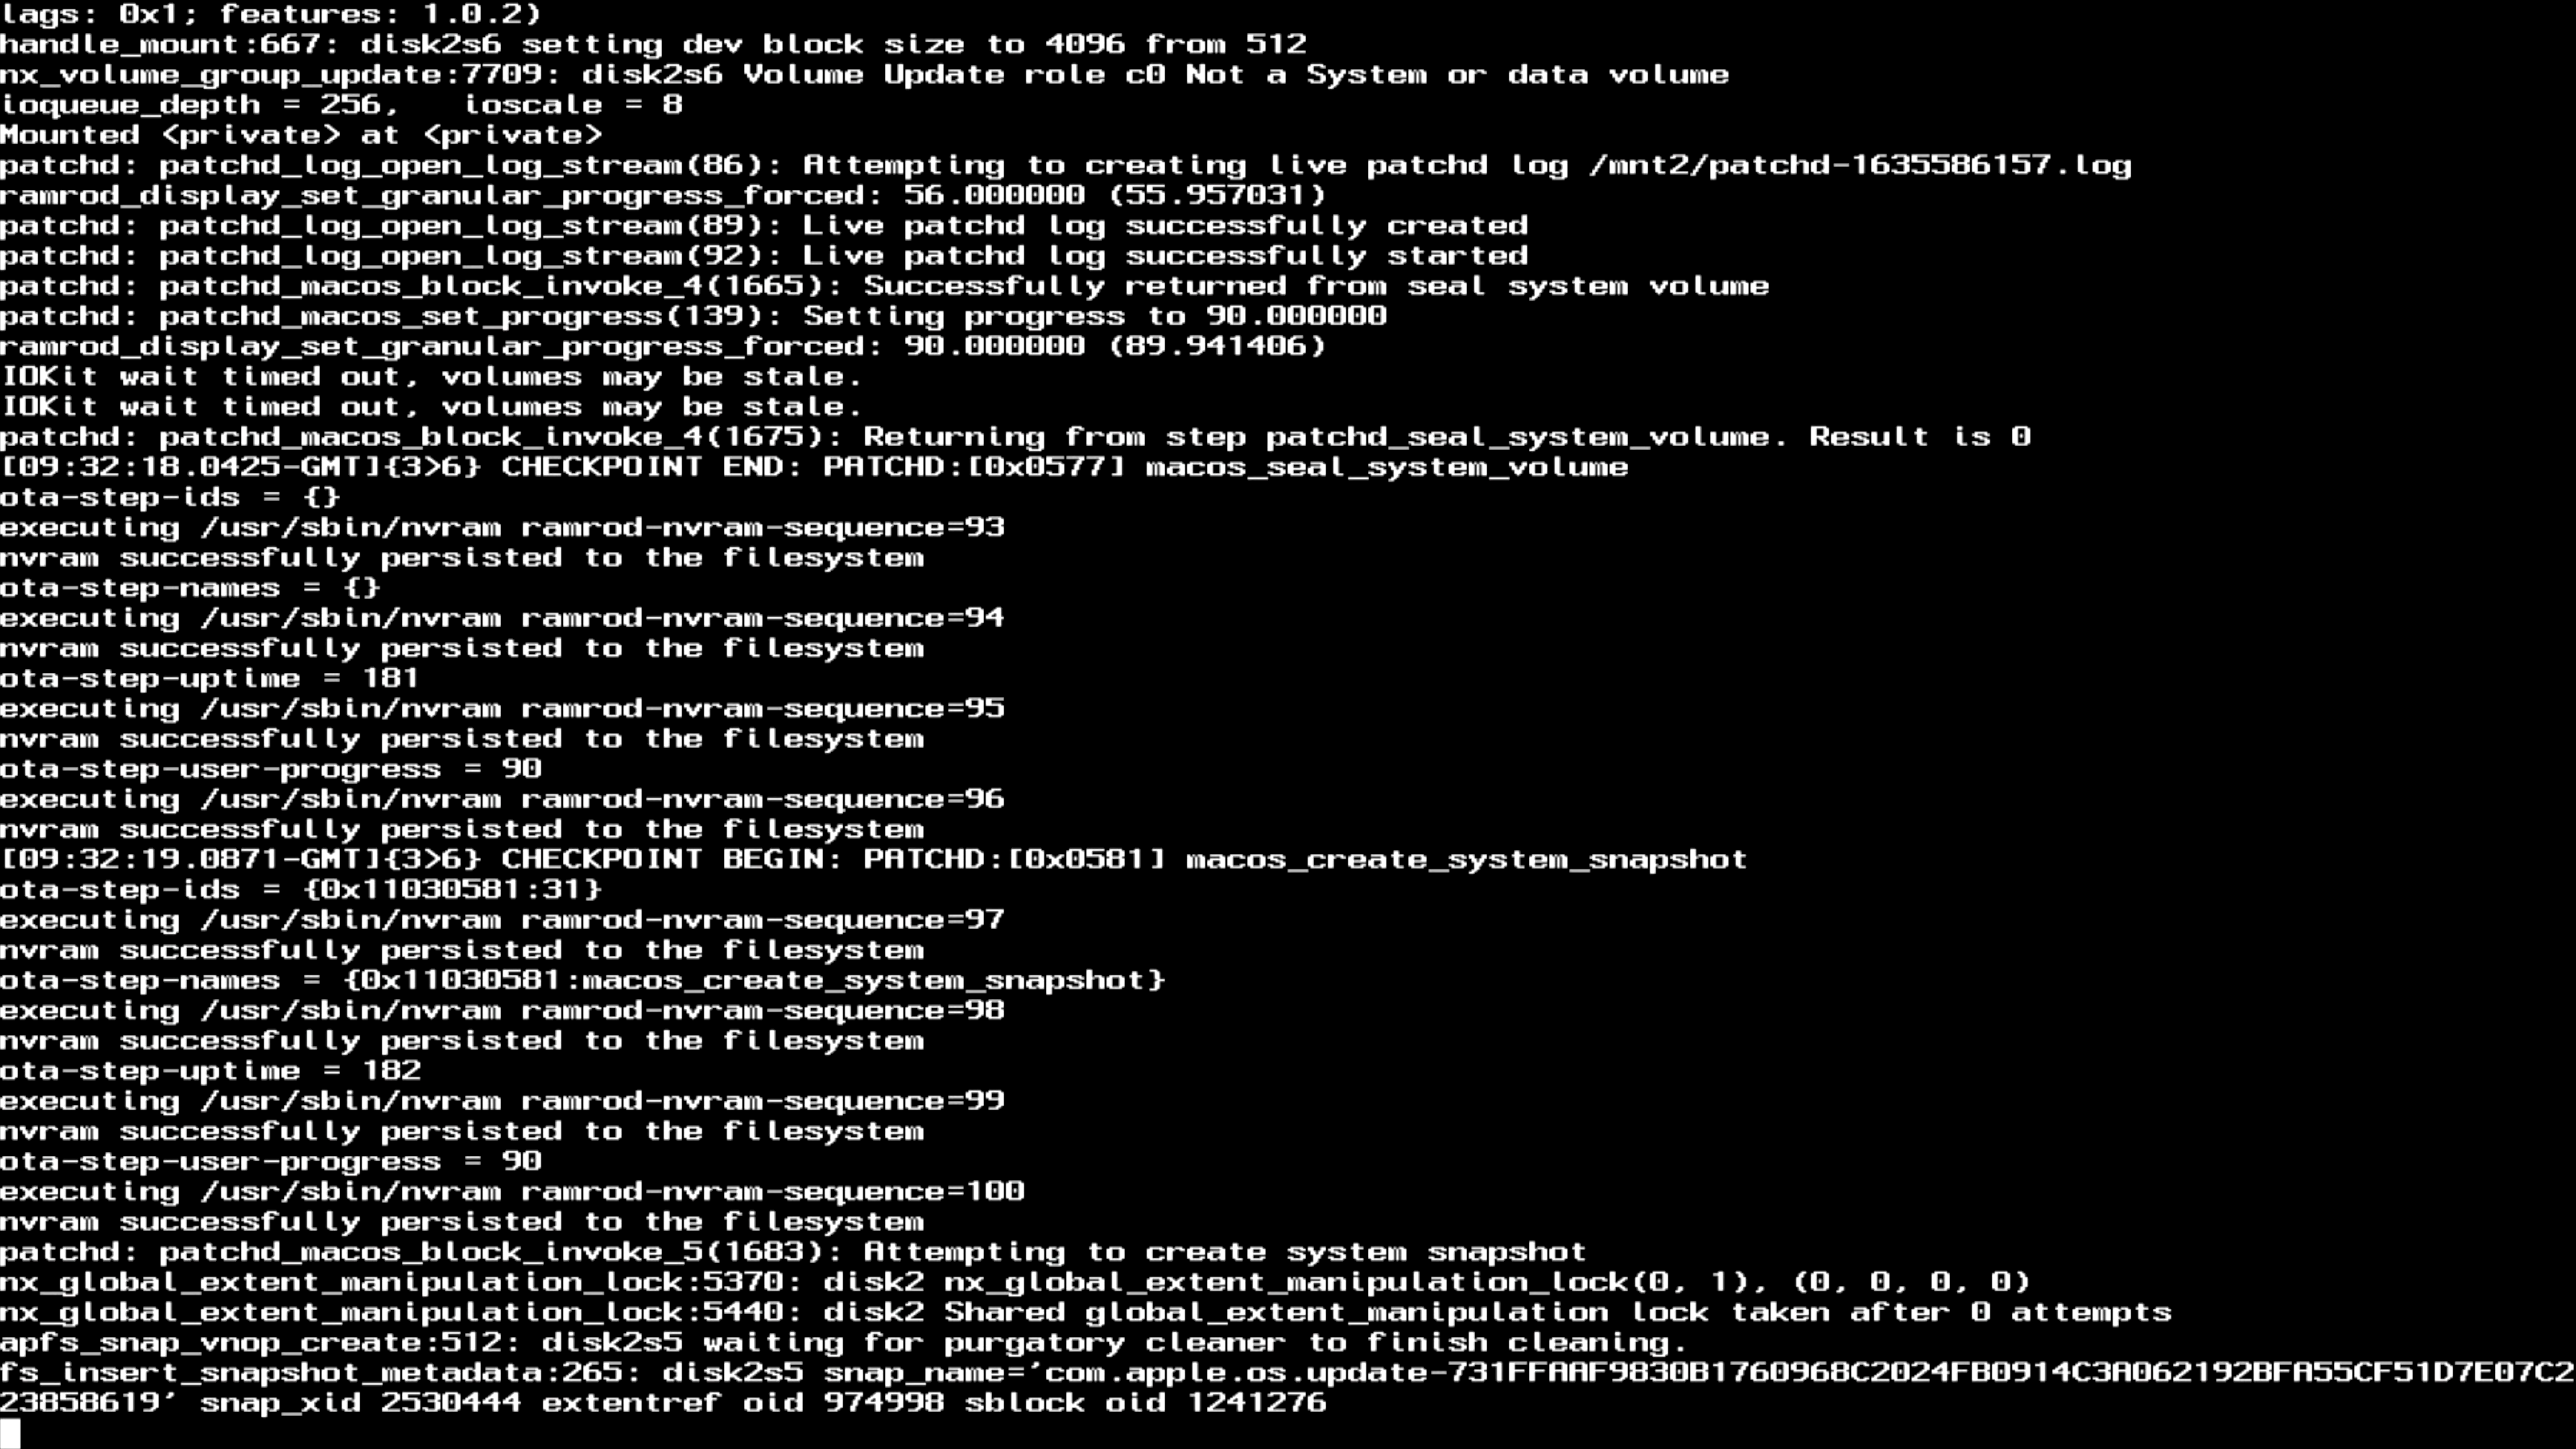 lags: 0x1; features: 1.0.2)
handle_mount:667: disk2s6 setting dev block size to 4096 from 512
nx_volume_group_update:7709: disk2s6 Volume Update role c0 Not a System or data volume
ioqueue_depth = 256,   ioscale = 8
Mounted <private> at <private>
patchd: patchd_log_open_log_stream(86): Attempting to creating live patchd log /mnt2/patchd-1635586157.log
ramrod_display_set_granular_progress_forced: 56.000000 (55.957031)
patchd: patchd_log_open_log_stream(89): Live patchd log successfully created
patchd: patchd_log_open_log_stream(92): Live patchd log successfully started
patchd: patchd_macos_block_invoke_4(1665): Successfully returned from seal system volume
patchd: patchd_macos_set_progress(139): Setting progress to 90.000000
ramrod_display_set_granular_progress_forced: 90.000000 (89.941406)
IOKit wait timed out, volumes may be stale.
IOKit wait timed out, volumes may be stale.
patchd: patchd_macos_block_invoke_4(1675): Returning from step patchd_seal_system_volume. Result is 0
[09:32:18.0425-GMT]{3>6} CHECKPOINT END: PATCHD:[0x0577] macos_seal_system_volume
ota-step-ids = {}
executing /usr/sbin/nvram ramrod-nvram-sequence=93
nvram successfully persisted to the filesystem
ota-step-names = {}
executing /usr/sbin/nvram ramrod-nvram-sequence=94
nvram successfully persisted to the filesystem
ota-step-uptime = 181
executing /usr/sbin/nvram ramrod-nvram-sequence=95
nvram successfully persisted to the filesystem
ota-step-user-progress = 90
executing /usr/sbin/nvram ramrod-nvram-sequence=96
nvram successfully persisted to the filesystem
[09:32:19.0871-GMT]{3>6} CHECKPOINT BEGIN: PATCHD:[0x0581] macos_create_system_snapshot
ota-step-ids = {0x11030581:31}
executing /usr/sbin/nvram ramrod-nvram-sequence=97
nvram successfully persisted to the filesystem
ota-step-names = {0x11030581:macos_create_system_snapshot}
executing /usr/sbin/nvram ramrod-nvram-sequence=98
nvram successfully persisted to the filesystem
ota-step-uptime = 182
executing /usr/sbin/nvram ramrod-nvram-sequence=99
nvram successfully persisted to the filesystem
ota-step-user-progress = 90
executing /usr/sbin/nvram ramrod-nvram-sequence=100
nvram successfully persisted to the filesystem
patchd: patchd_macos_block_invoke_5(1683): Attempting to create system snapshot
nx_global_extent_manipulation_lock:5370: disk2 nx_global_extent_manipulation_lock(0, 1), (0, 0, 0, 0)
nx_global_extent_manipulation_lock:5440: disk2 Shared global_extent_manipulation lock taken after 0 attempts
apfs_snap_vnop_create:512: disk2s5 waiting for purgatory cleaner to finish cleaning.
fs_insert_snapshot_metadata:265: disk2s5 snap_name='com.apple.os.update-731FFAAF9830B1760968C2024FB0914C3A062192BFA55CF51D7E07C2
23858619' snap_xid 2530444 extentref oid 974998 sblock oid 1241276